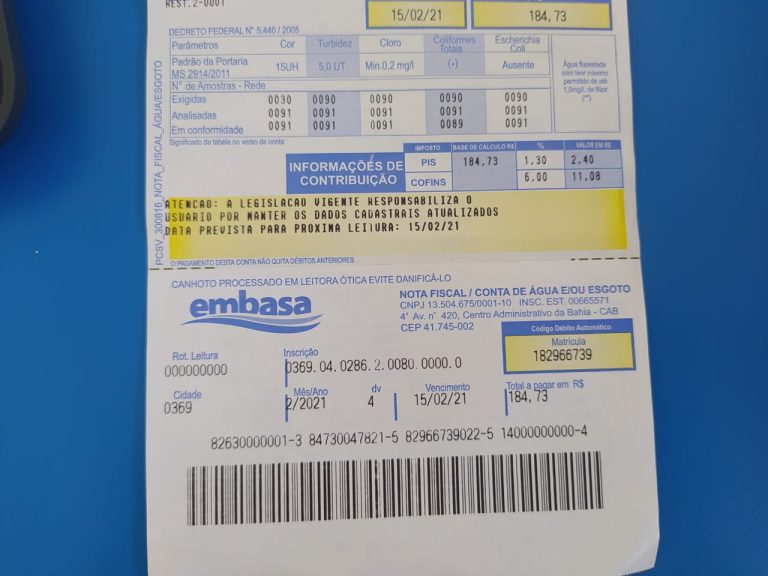 REST.2-0001
15/02/21 184,73
DECRETO FEDERAL N° 5.440 / 2005
Parâmetros Cor Turbidez Cloro Coliformes Totais Escherichia Coli
Padrão da Portaria MS 2914/2011 15UH 5,0 UT Min.0,2 mg/l (*) Ausente
Água fluoretada
com teor máximo
permitido de até
1,5mg/l. de flúor.
(**)
N° de Amostras - Rede
Exigidas 0030 0090 0090 0090 0090
Analisadas 0091 0091 0091 0091 0091
Em conformidade 0091 0091 0091 0089 0091
Significado de tabela no verso da conta
PCSV_300816_NOTA_FISCAL_ÁGUA/ESGOTO
INFORMAÇÕES DE
CONTRIBUIÇÃO
IMPOSTO BASE DE CÁLCULO R$ % VALOR EM R$
PIS 184,73 1,30 2,40
COFINS 6,00 11,08
ATENCAO: A LEGISLACAO VIGENTE RESPONSABILIZA O
USUARIO POR MANTER OS DADOS CADASTRAIS ATUALIZADOS
DATA PREVISTA PARA PROXIMA LEITURA: 15/02/21
O PAGAMENTO DESTA CONTA NÃO QUITA DÉBITOS ANTERIORES
CANHOTO PROCESSADO EM LEITORA ÓTICA EVITE DANIFICÁ-LO
embasa
NOTA FISCAL / CONTA DE ÁGUA E/OU ESGOTO
CNPJ 13.504.675/0001-10 INSC. EST. 00665571
4° Av. n° 420, Centro Administrativo da Bahia - CAB
CEP 41.745-002
Código Débito Automático
Matrícula
182966739
Rot. Leitura Inscrição
000000000 0369.04.0286.2.0080.0000.0
Cidade Mês/Ano dv Vencimento Total a pagar em R$
0369 2/2021 4 15/02/21 184,73
82630000001-3 84730047821-5 82966739022-5 14000000000-4